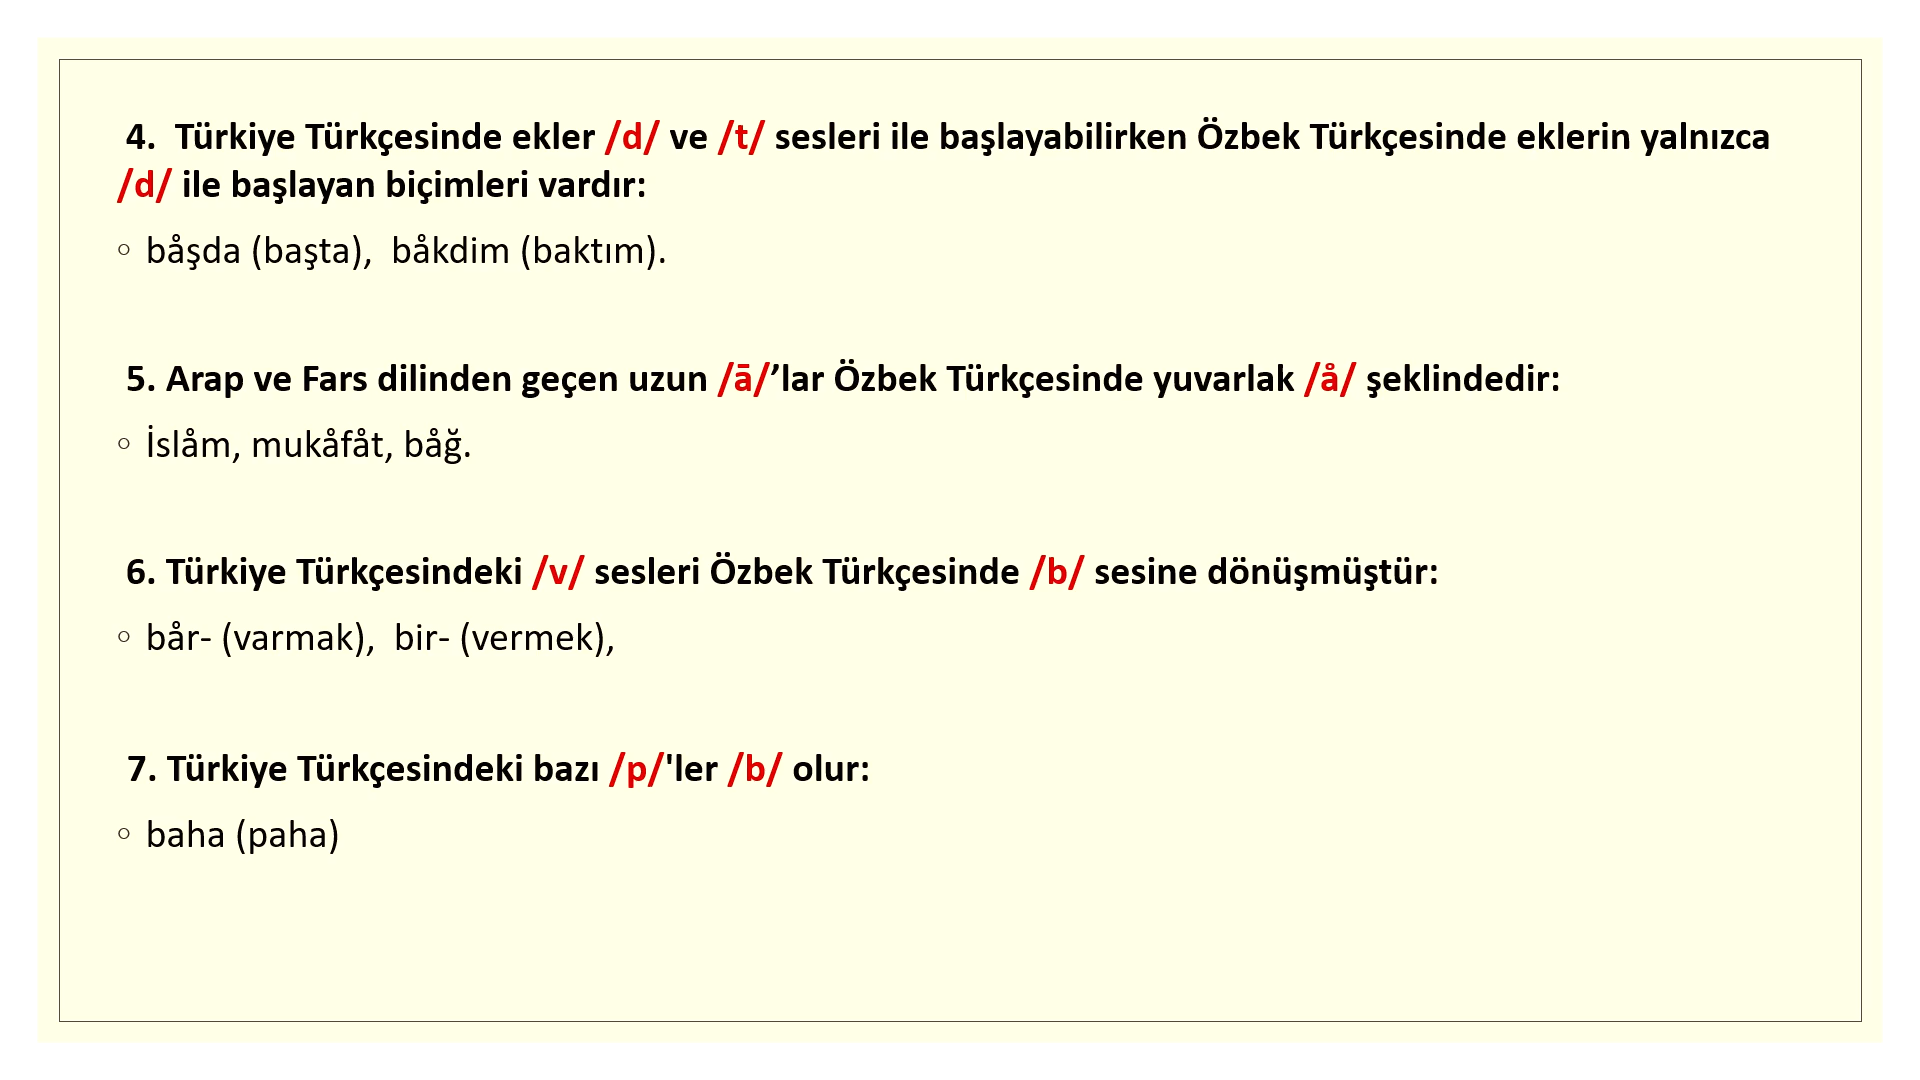 4. Türkiye Türkçesinde ekler /d/ ve /t/ sesleri ile başlayabilirken Özbek Türkçesinde eklerin yalnızca
/d/ ile başlayan biçimleri vardır:
◦ båşda (başta), båkdim (baktım).
5. Arap ve Fars dilinden geçen uzun /ā/’lar Özbek Türkçesinde yuvarlak /å/ şeklindedir:
◦ İslåm, mukåfåt, båğ.
6. Türkiye Türkçesindeki /v/ sesleri Özbek Türkçesinde /b/ sesine dönüşmüştür:
◦ bår- (varmak), bir- (vermek),
7. Türkiye Türkçesindeki bazı /p/'ler /b/ olur:
◦ baha (paha)